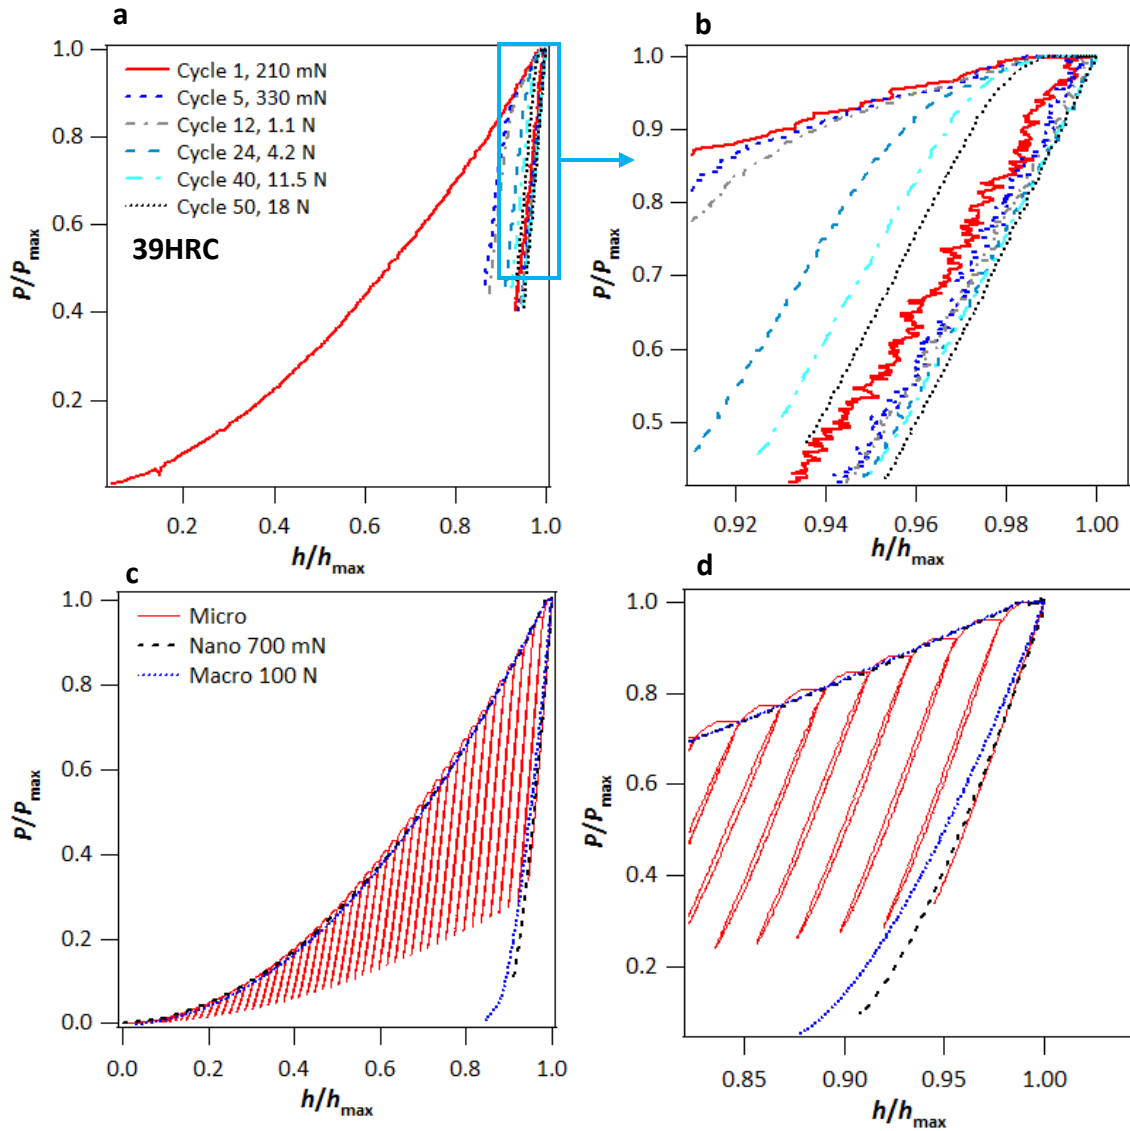 a
1.0
0.8
0.6
0.4
0.2
P/Pmax
Cycle 1, 210 mN
Cycle 5, 330 mN
Cycle 12, 1.1 N
Cycle 24, 4.2 N
Cycle 40, 11.5 N
Cycle 50, 18 N
39HRC
0.2 0.4 0.6 0.8 1.0
h/hmax
b
1.0
0.9
0.8
0.7
0.6
0.5
P/Pmax
0.92 0.94 0.96 0.98 1.00
h/hmax
c
1.0
0.8
0.6
0.4
0.2
0.0
P/Pmax
Micro
Nano 700 mN
Macro 100 N
0.0 0.2 0.4 0.6 0.8 1.0
h/hmax
d
1.0
0.8
0.6
0.4
0.2
P/Pmax
0.85 0.90 0.95 1.00
h/hmax